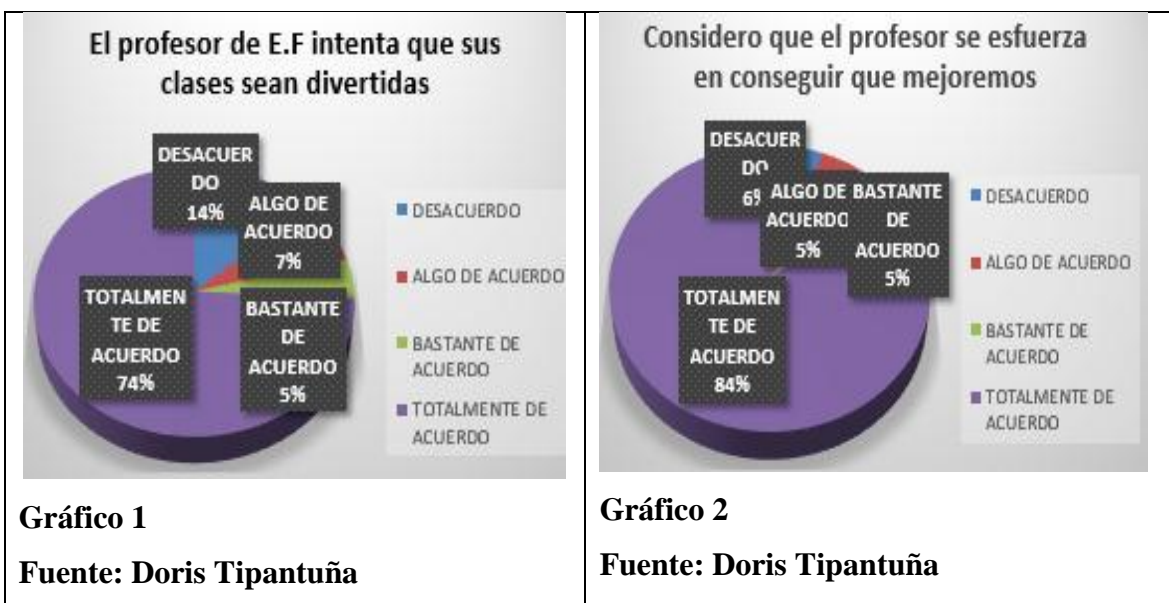 El profesor de E.F intenta que sus
clases sean divertidas
DESACUER
DO
14%
ALGO DE
ACUERDO
7%
BASTANTE
DE
ACUERDO
5%
TOTALMEN
TE DE
ACUERDO
74%
DESACUERDO
ALGO DE ACUERDO
BASTANTE DE
ACUERDO
TOTALMENTE DE
ACUERDO
Gráfico 1
Fuente: Doris Tipantuña
Considero que el profesor se esfuerza
en conseguir que mejoremos
DESACUER
DO
6%
ALGO DE
ACUERDO
5%
BASTANTE
DE
ACUERDO
5%
TOTALMEN
TE DE
ACUERDO
84%
DESACUERDO
ALGO DE ACUERDO
BASTANTE DE
ACUERDO
TOTALMENTE DE
ACUERDO
Gráfico 2
Fuente: Doris Tipantuña